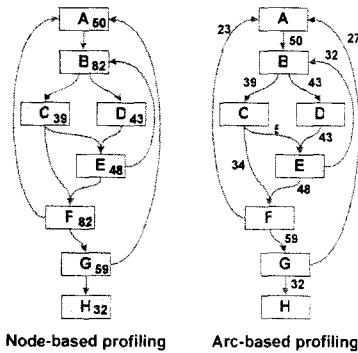 A 50
B 82
C 39
D 43
E 48
F 82
G 59
H 32
Node-based profiling
23
A
27
50
32
B
39
43
C
D
43
34
E
48
F
59
G
32
H
Arc-based profiling